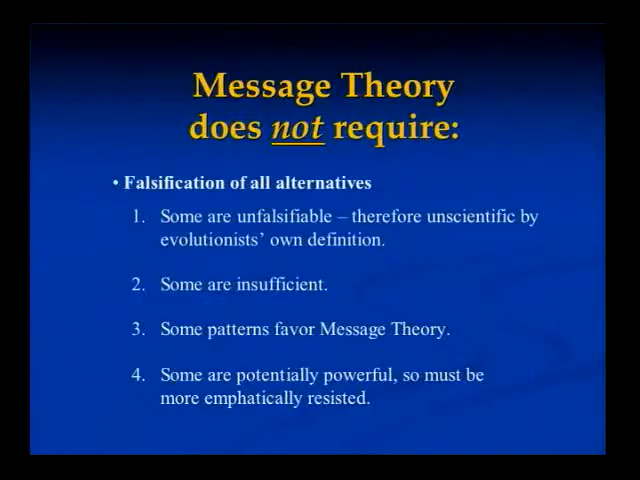 Message Theory
does not require:
• Falsification of all alternatives
1. Some are unfalsifiable – therefore unscientific by
evolutionists’ own definition.
2. Some are insufficient.
3. Some patterns favor Message Theory.
4. Some are potentially powerful, so must be
more emphatically resisted.